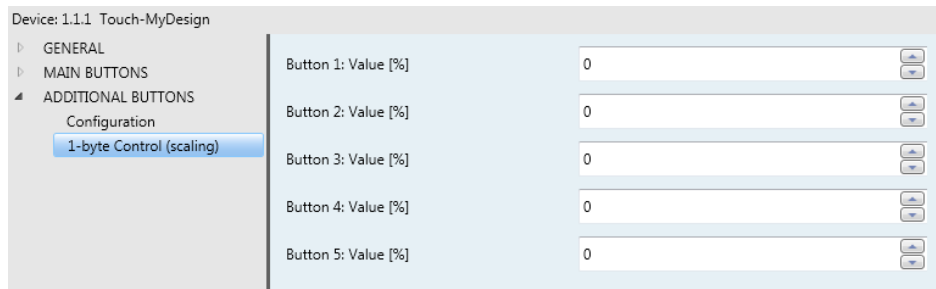 Device: 1.1.1 Touch-MyDesign
GENERAL
MAIN BUTTONS
ADDITIONAL BUTTONS
Configuration
1-byte Control (scaling)
Button 1: Value [%] 0
Button 2: Value [%] 0
Button 3: Value [%] 0
Button 4: Value [%] 0
Button 5: Value [%] 0